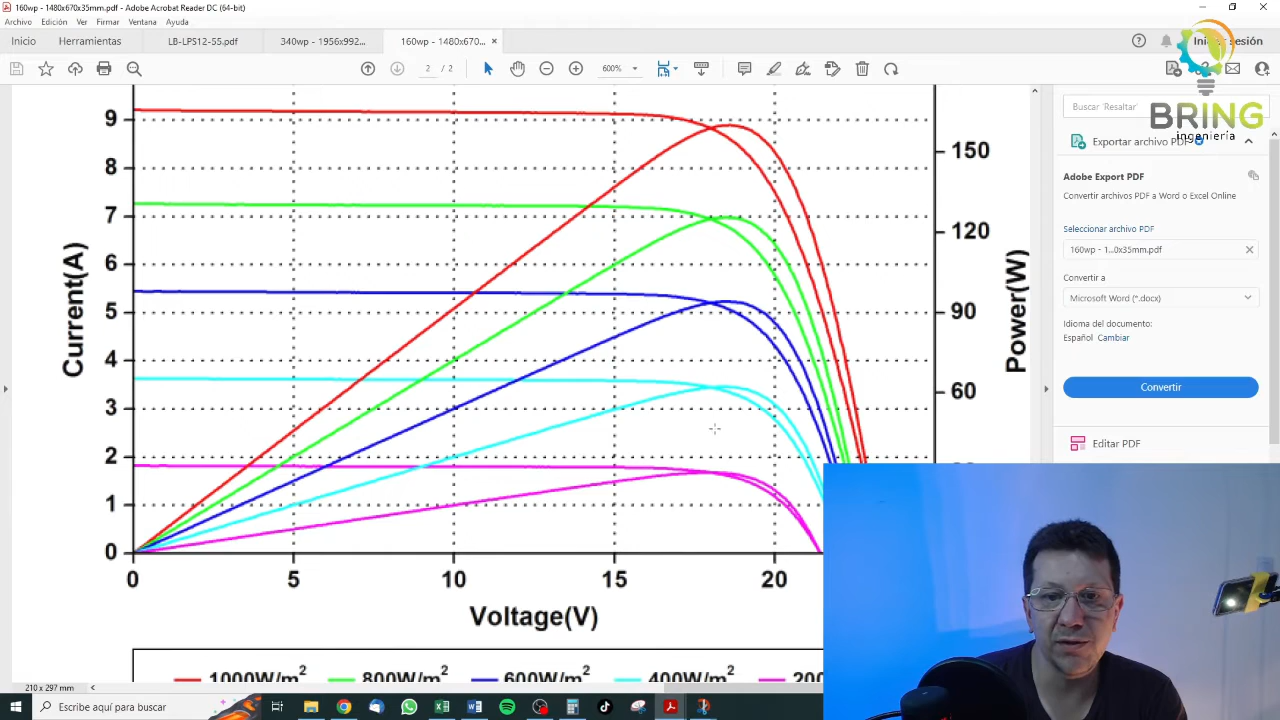 160wp - 1480x670x35mm.pdf - Adobe Acrobat Reader DC (64-bit)
Archivo Edición Ver Firmar Ventana Ayuda
Inicio Herramientas LB-LPS12-S5.pdf 340wp - 1956x992... 160wp - 1480x670... × sesión
2 / 2 600%
BRING
ingeniería
Buscar 'Resaltar'
Exportar archivo PDF
Adobe Export PDF
Convertir archivos PDF a Word o Excel Online
Seleccionar archivo PDF
160wp - 1...0x35mm.pdf
Convertir a
Microsoft Word (*.docx)
Idioma del documento:
Español Cambiar
Convertir
Editar PDF
Current(A)
9
8
7
6
5
4
3
2
1
0
0 5 10 15 20
Voltage(V)
150
120
90
60
Power(W)
1000W/m2 800W/m2 600W/m2 400W/m2 200
210 x 297 mm
Escribe aquí para buscar